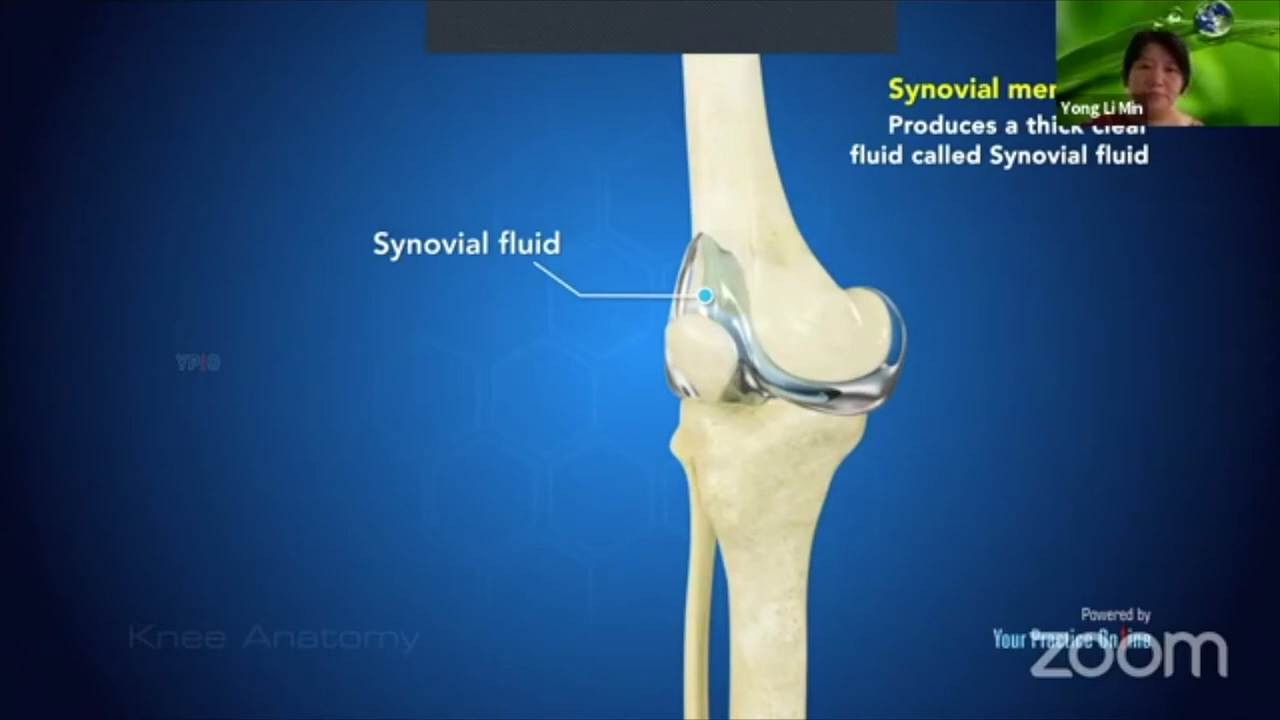 Synovial mem
Yong Li Min
Produces a thick clear
fluid called Synovial fluid
Synovial fluid
YPO
Knee Anatomy
Powered by
Your Practice Online
zoom